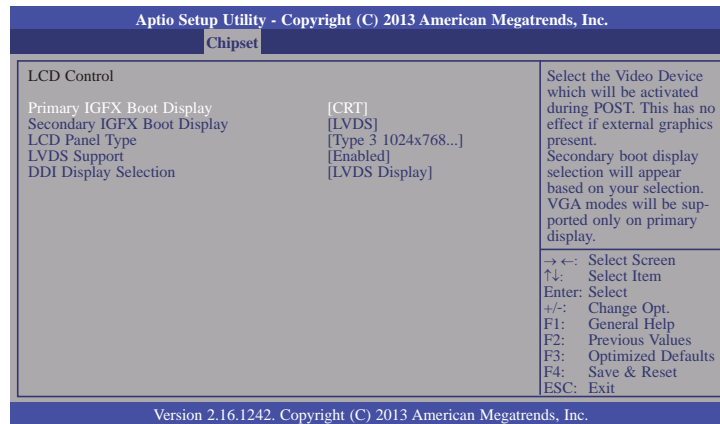 Aptio Setup Utility - Copyright (C) 2013 American Megatrends, Inc.
Chipset
LCD Control
Primary IGFX Boot Display [CRT]
Secondary IGFX Boot Display [LVDS]
LCD Panel Type [Type 3 1024x768...]
LVDS Support [Enabled]
DDI Display Selection [LVDS Display]
Select the Video Device
which will be activated
during POST. This has no
effect if external graphics
present.
Secondary boot display
selection will appear
based on your selection.
VGA modes will be sup-
ported only on primary
display.
→←: Select Screen
↑↓: Select Item
Enter: Select
+/-: Change Opt.
F1: General Help
F2: Previous Values
F3: Optimized Defaults
F4: Save & Reset
ESC: Exit
Version 2.16.1242. Copyright (C) 2013 American Megatrends, Inc.